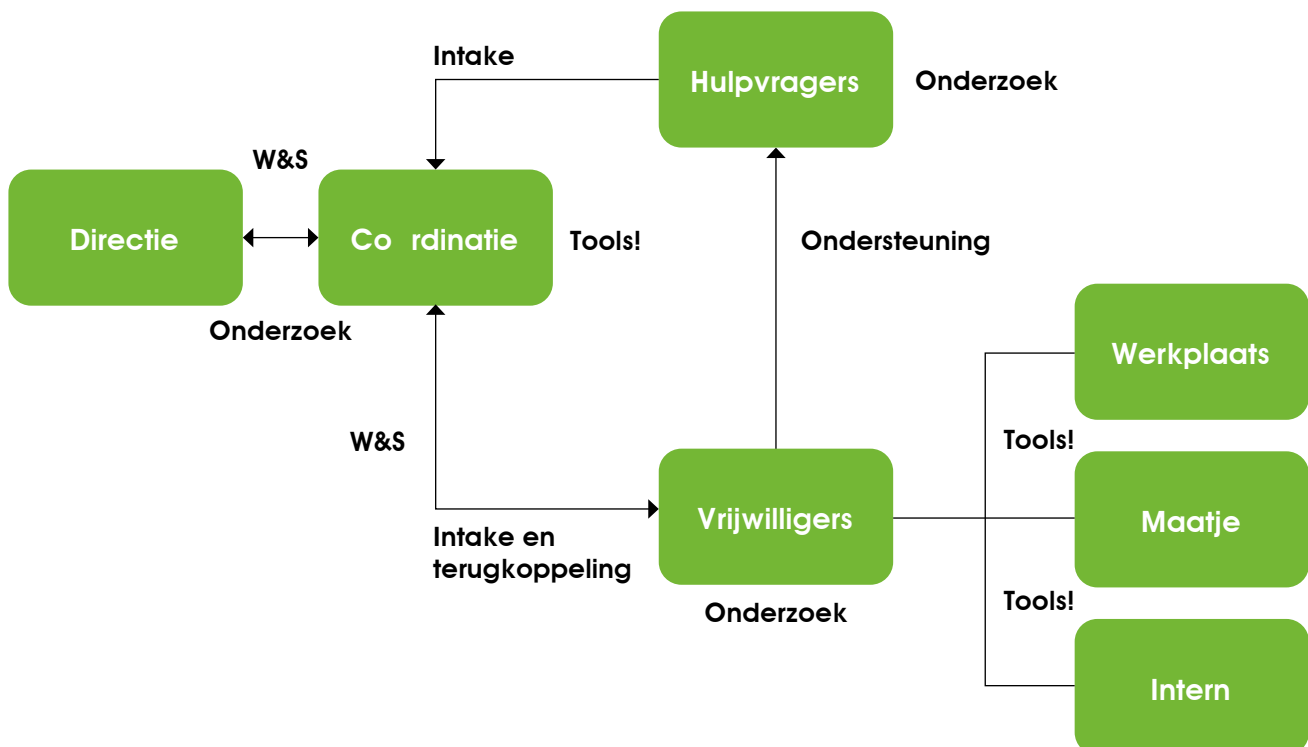 Intake
Hulpvragers
Onderzoek
W&S
Directie
Co rdinatie
Tools!
Ondersteuning
Onderzoek
Werkplaats
W&S
Tools!
Vrijwilligers
Maatje
Intake en
terugkoppeling
Onderzoek
Tools!
Intern